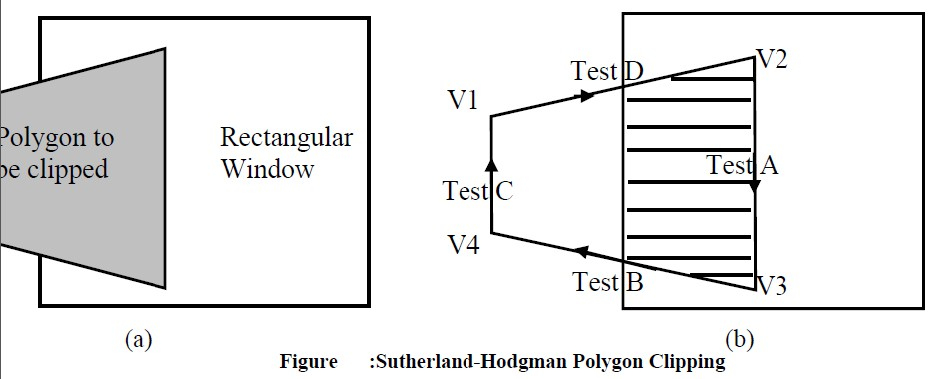 Polygon to
be clipped
Rectangular
Window
(a)
Test D
V2
V1
Test A
Test C
V4
Test B
V3
(b)
Figure :Sutherland-Hodgman Polygon Clipping